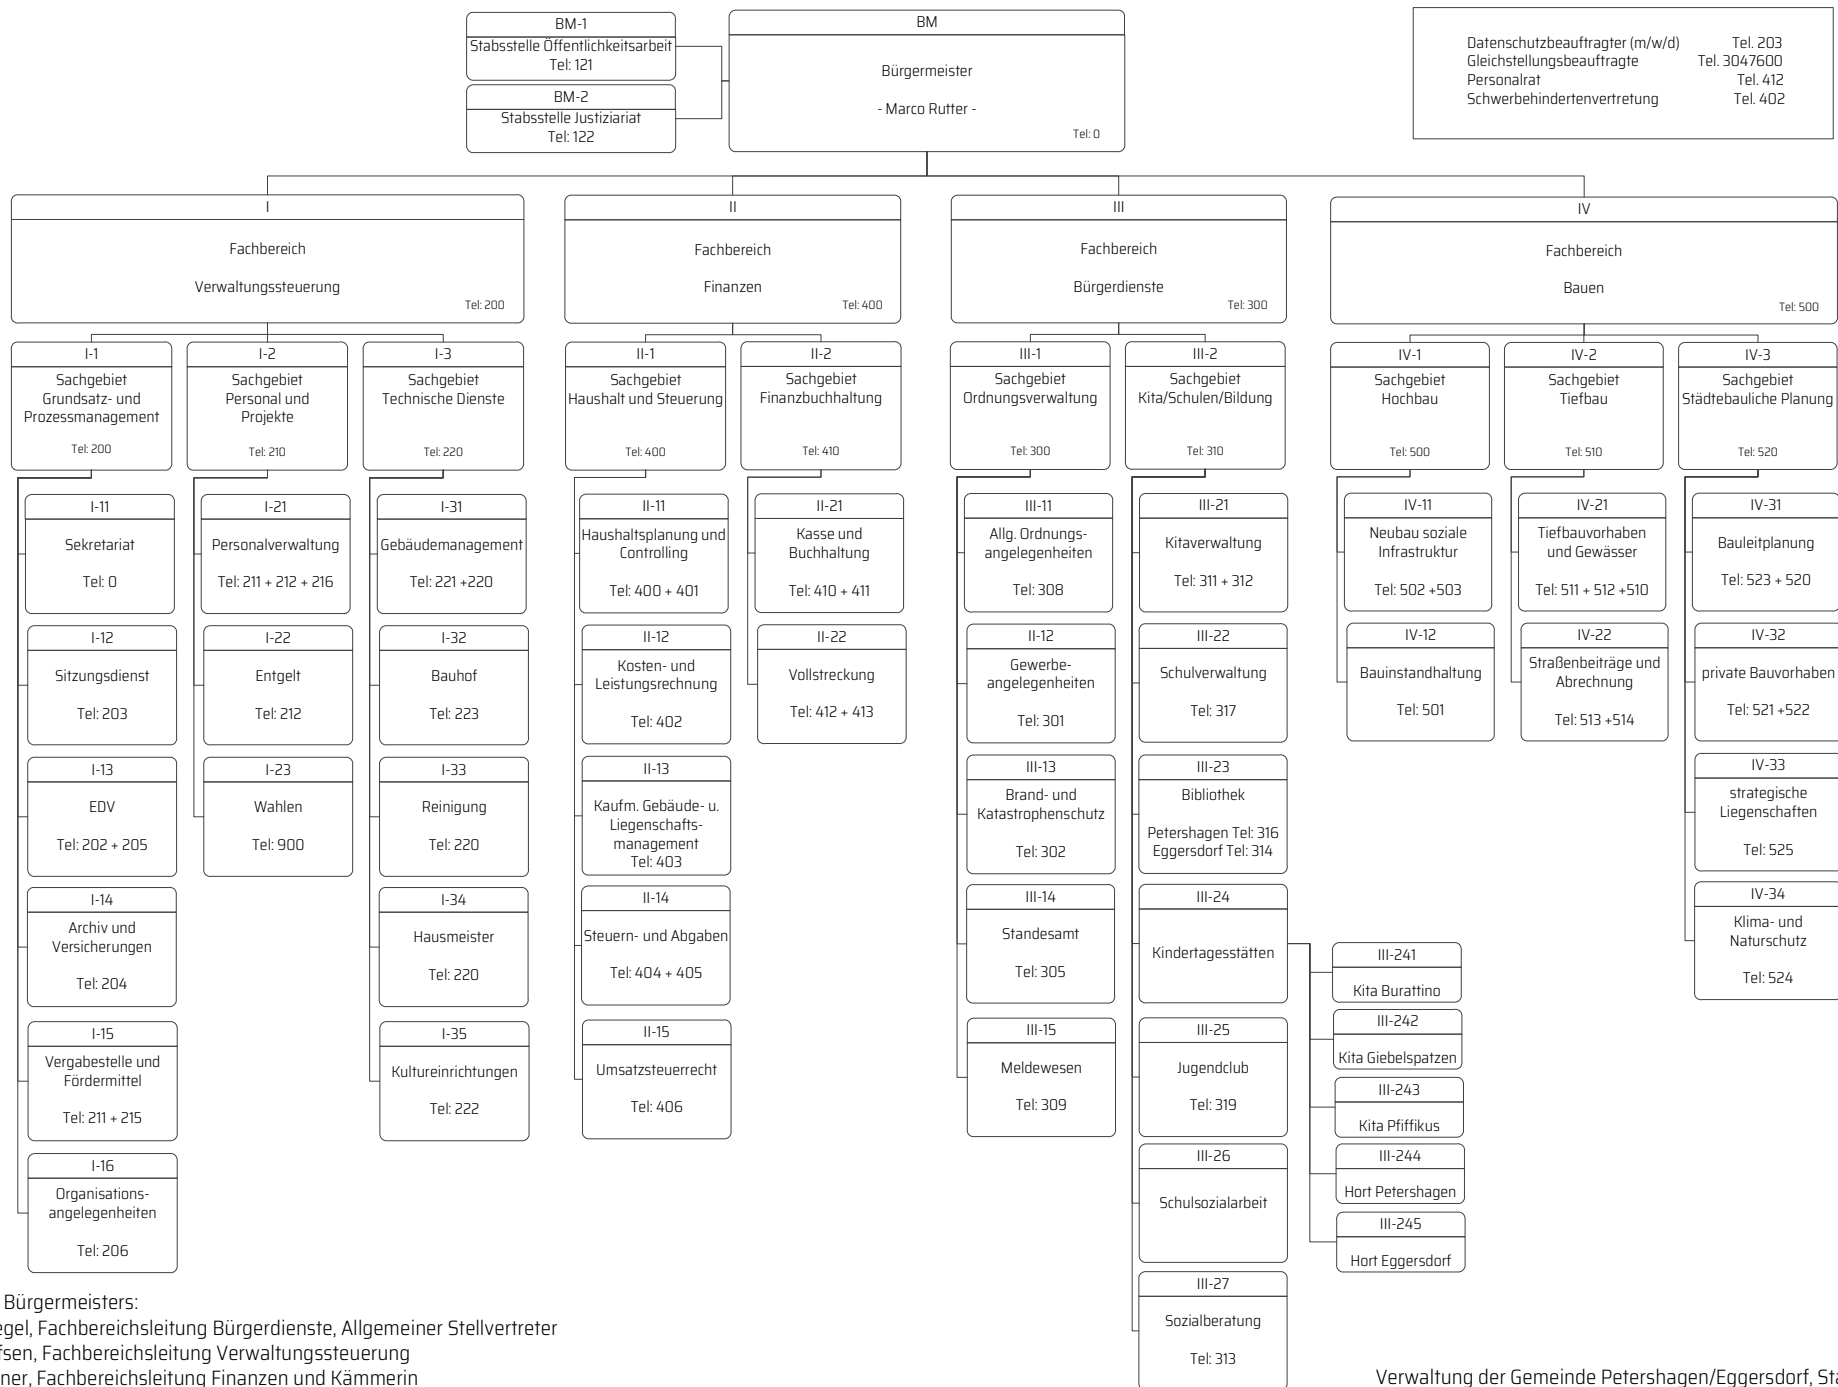 BM-1
Stabsstelle Öffentlichkeitsarbeit
Tel: 121
BM-2
Stabsstelle Justiziariat
Tel: 122
BM
Bürgermeister
- Marco Rutter -
Tel: 0
Datenschutzbeauftragter (m/w/d) Tel. 203
Gleichstellungsbeauftragte Tel. 3047600
Personalrat Tel. 412
Schwerbehindertenvertretung Tel. 402
I
Fachbereich
Verwaltungssteuerung
Tel: 200
II
Fachbereich
Finanzen
Tel: 400
III
Fachbereich
Bürgerdienste
Tel: 300
IV
Fachbereich
Bauen
Tel: 500
I-1
Sachgebiet
Grundsatz- und
Prozessmanagement
Tel: 200
I-2
Sachgebiet
Personal und
Projekte
Tel: 210
I-3
Sachgebiet
Technische Dienste
Tel: 220
II-1
Sachgebiet
Haushalt und Steuerung
Tel: 400
II-2
Sachgebiet
Finanzbuchhaltung
Tel: 410
III-1
Sachgebiet
Ordnungsverwaltung
Tel: 300
III-2
Sachgebiet
Kita/Schulen/Bildung
Tel: 310
IV-1
Sachgebiet
Hochbau
Tel: 500
IV-2
Sachgebiet
Tiefbau
Tel: 510
IV-3
Sachgebiet
Städtebauliche Planung
Tel: 520
I-11
Sekretariat
Tel: 0
I-12
Sitzungsdienst
Tel: 203
I-13
EDV
Tel: 202 + 205
I-14
Archiv und
Versicherungen
Tel: 204
I-15
Vergabestelle und
Fördermittel
Tel: 211 + 215
I-16
Organisations-
angelegenheiten
Tel: 206
I-21
Personalverwaltung
Tel: 211 + 212 + 216
I-22
Entgelt
Tel: 212
I-23
Wahlen
Tel: 900
I-31
Gebäudemanagement
Tel: 221 +220
I-32
Bauhof
Tel: 223
I-33
Reinigung
Tel: 220
I-34
Hausmeister
Tel: 220
I-35
Kultureinrichtungen
Tel: 222
II-11
Haushaltsplanung und
Controlling
Tel: 400 + 401
II-12
Kosten- und
Leistungsrechnung
Tel: 402
II-13
Kaufm. Gebäude- u.
Liegenschafts-
management
Tel: 403
II-14
Steuern- und Abgaben
Tel: 404 + 405
II-15
Umsatzsteuerrecht
Tel: 406
II-21
Kasse und
Buchhaltung
Tel: 410 + 411
II-22
Vollstreckung
Tel: 412 + 413
III-11
Allg. Ordnungs-
angelegenheiten
Tel: 308
II-12
Gewerbe-
angelegenheiten
Tel: 301
III-13
Brand- und
Katastrophenschutz
Tel: 302
III-14
Standesamt
Tel: 305
III-15
Meldewesen
Tel: 309
III-21
Kitaverwaltung
Tel: 311 + 312
III-22
Schulverwaltung
Tel: 317
III-23
Bibliothek
Petershagen Tel: 316
Eggersdorf Tel: 314
III-24
Kindertagesstätten
III-241
Kita Burattino
III-242
Kita Giebelspatzen
III-243
Kita Pfiffikus
III-244
Hort Petershagen
III-245
Hort Eggersdorf
III-25
Jugendclub
Tel: 319
III-26
Schulsozialarbeit
III-27
Sozialberatung
Tel: 313
IV-11
Neubau soziale
Infrastruktur
Tel: 502 +503
IV-12
Bauinstandhaltung
Tel: 501
IV-21
Tiefbauvorhaben
und Gewässer
Tel: 511 + 512 +510
IV-22
Straßenbeiträge und
Abrechnung
Tel: 513 +514
IV-31
Bauleitplanung
Tel: 523 + 520
IV-32
private Bauvorhaben
Tel: 521 +522
IV-33
strategische
Liegenschaften
Tel: 525
IV-34
Klima- und
Naturschutz
Tel: 524
Bürgermeisters:
Fachbereichsleitung Bürgerdienste, Allgemeiner Stellvertreter
Fachbereichsleitung Verwaltungssteuerung
Fachbereichsleitung Finanzen und Kämmerin
Verwaltung der Gemeinde Petershagen/Eggersdorf,